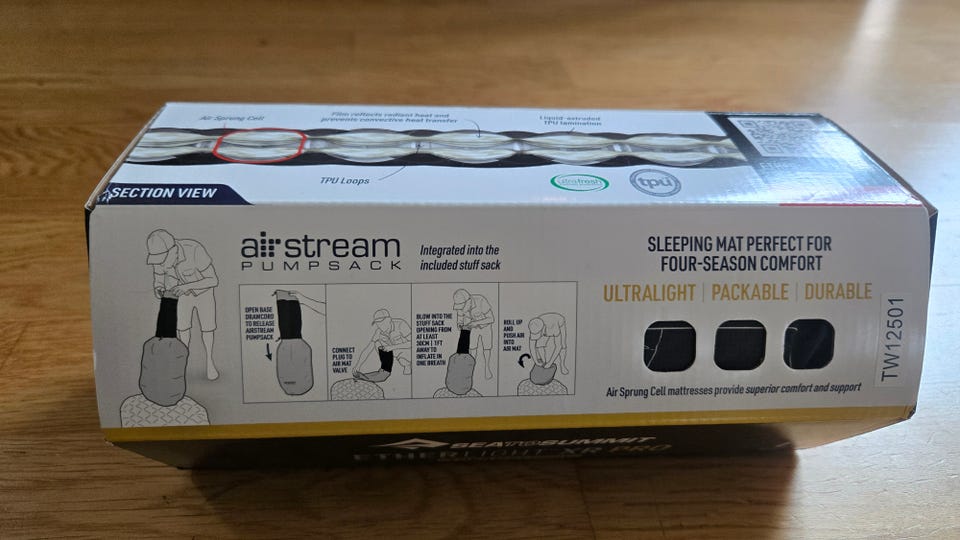 Air Sprung Cell
Film reflects radiant heat and
prevents convective heat transfer
Liquid-extruded
TPU lamination
TPU Loops
ultrafresh
tpu
SECTION VIEW
airstream
PUMPSACK
Integrated into the
included stuff sack
OPEN BASE
DRAWCORD
TO RELEASE
AIRSTREAM
PUMPSACK
CONNECT
PLUG TO
AIR MAT
VALVE
BLOW INTO THE
STUFF SACK
OPENING FROM
AT LEAST
30CM | 1FT
AWAY TO
INFLATE IN
ONE BREATH
ROLL UP
AND
PUSH AIR
INTO
AIR MAT
SLEEPING MAT PERFECT FOR
FOUR-SEASON COMFORT
ULTRALIGHT | PACKABLE | DURABLE
Air Sprung Cell mattresses provide superior comfort and support
TW12501
SEA TO SUMMIT
ETHERLIGHT XR PRO